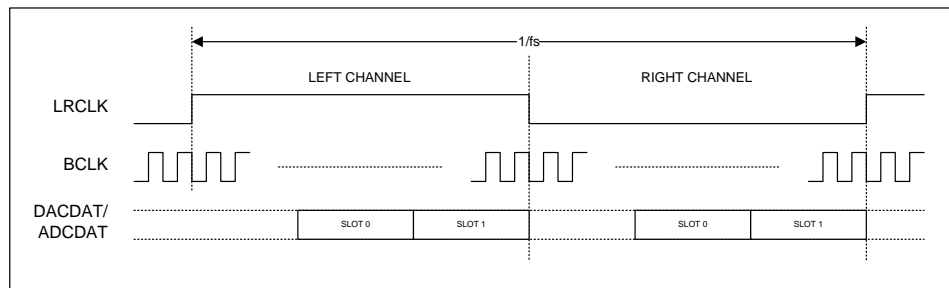 1/fs
LEFT CHANNEL RIGHT CHANNEL
LRCLK
BCLK
DACDAT/
ADCDAT
SLOT 0 SLOT 1 SLOT 0 SLOT 1